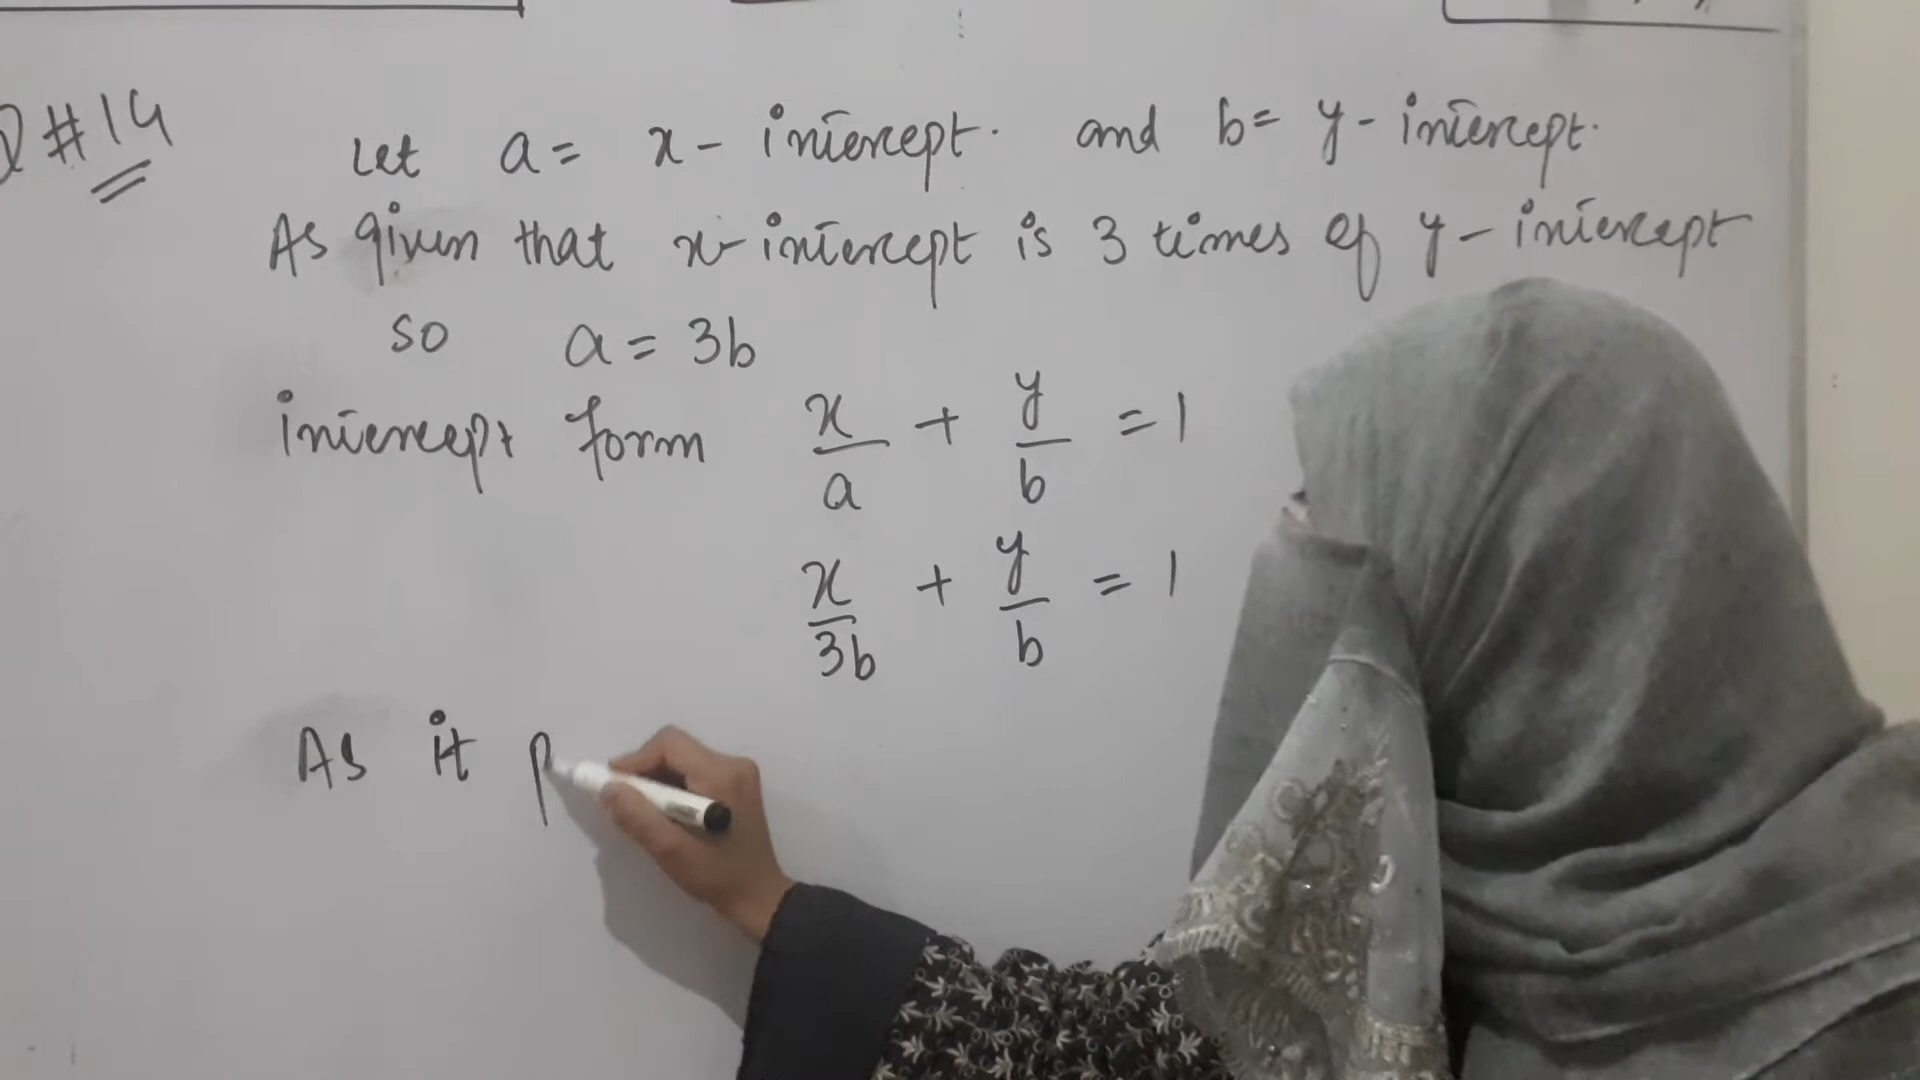 Q #14
Let a = x - intercept. and b = y - intercept.
As given that x-intercept is 3 times of y - intercept
so a = 3b
intercept form x/a + y/b = 1
x/3b + y/b = 1
As it p